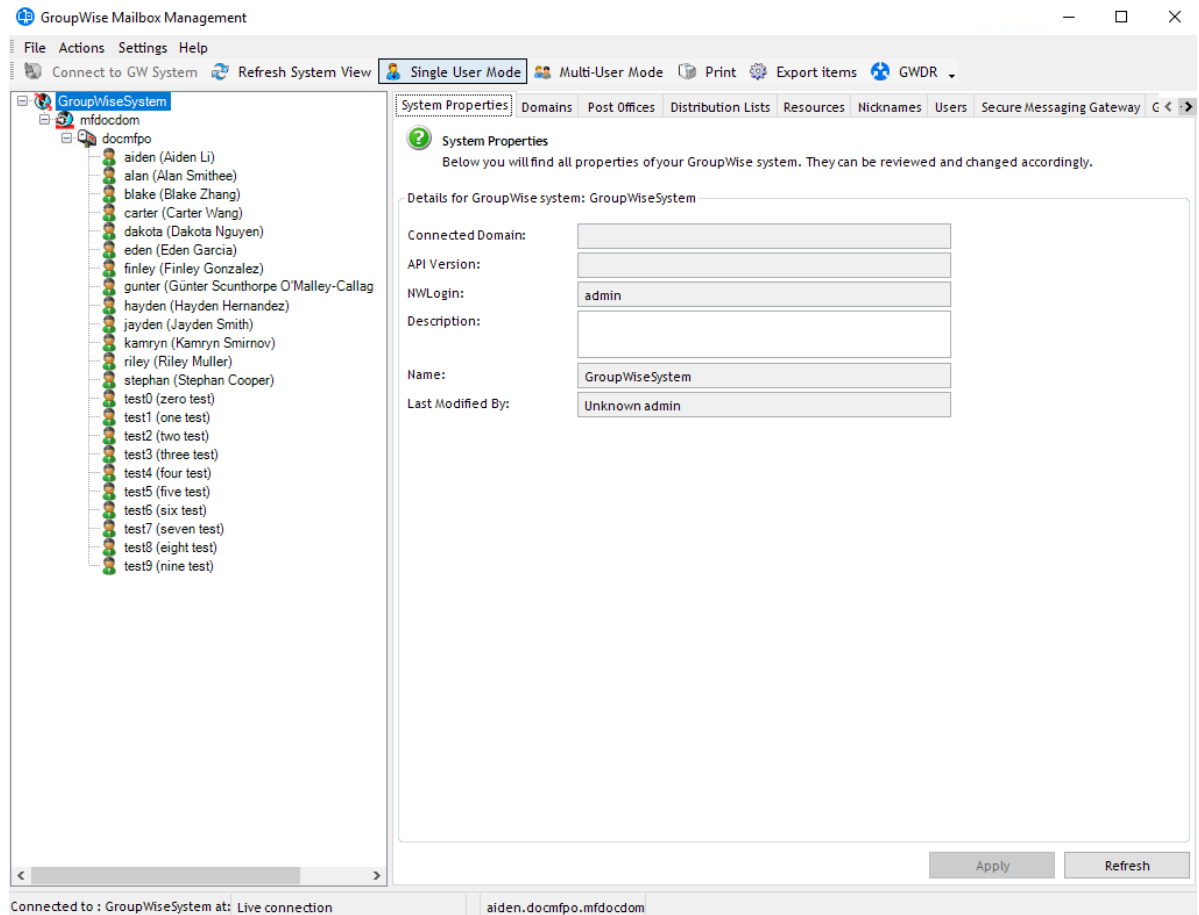 GroupWise Mailbox Management
File Actions Settings Help
Connect to GW System Refresh System View Single User Mode Multi-User Mode Print Export items GWDR
GroupWiseSystem
mfdocdom
docmfpo
aiden (Aiden Li)
alan (Alan Smithee)
blake (Blake Zhang)
carter (Carter Wang)
dakota (Dakota Nguyen)
eden (Eden Garcia)
finley (Finley Gonzalez)
gunter (Günter Scunthorpe O'Malley-Callag
hayden (Hayden Hernandez)
jayden (Jayden Smith)
kamryn (Kamryn Smirnov)
riley (Riley Muller)
stephan (Stephan Cooper)
test0 (zero test)
test1 (one test)
test2 (two test)
test3 (three test)
test4 (four test)
test5 (five test)
test6 (six test)
test7 (seven test)
test8 (eight test)
test9 (nine test)
System Properties Domains Post Offices Distribution Lists Resources Nicknames Users Secure Messaging Gateway
System Properties
Below you will find all properties of your GroupWise system. They can be reviewed and changed accordingly.
Details for GroupWise system: GroupWiseSystem
Connected Domain:
API Version:
NWLogin: admin
Description:
Name: GroupWiseSystem
Last Modified By: Unknown admin
Apply Refresh
Connected to : GroupWiseSystem at: Live connection aiden.docmfpo.mfdocdom